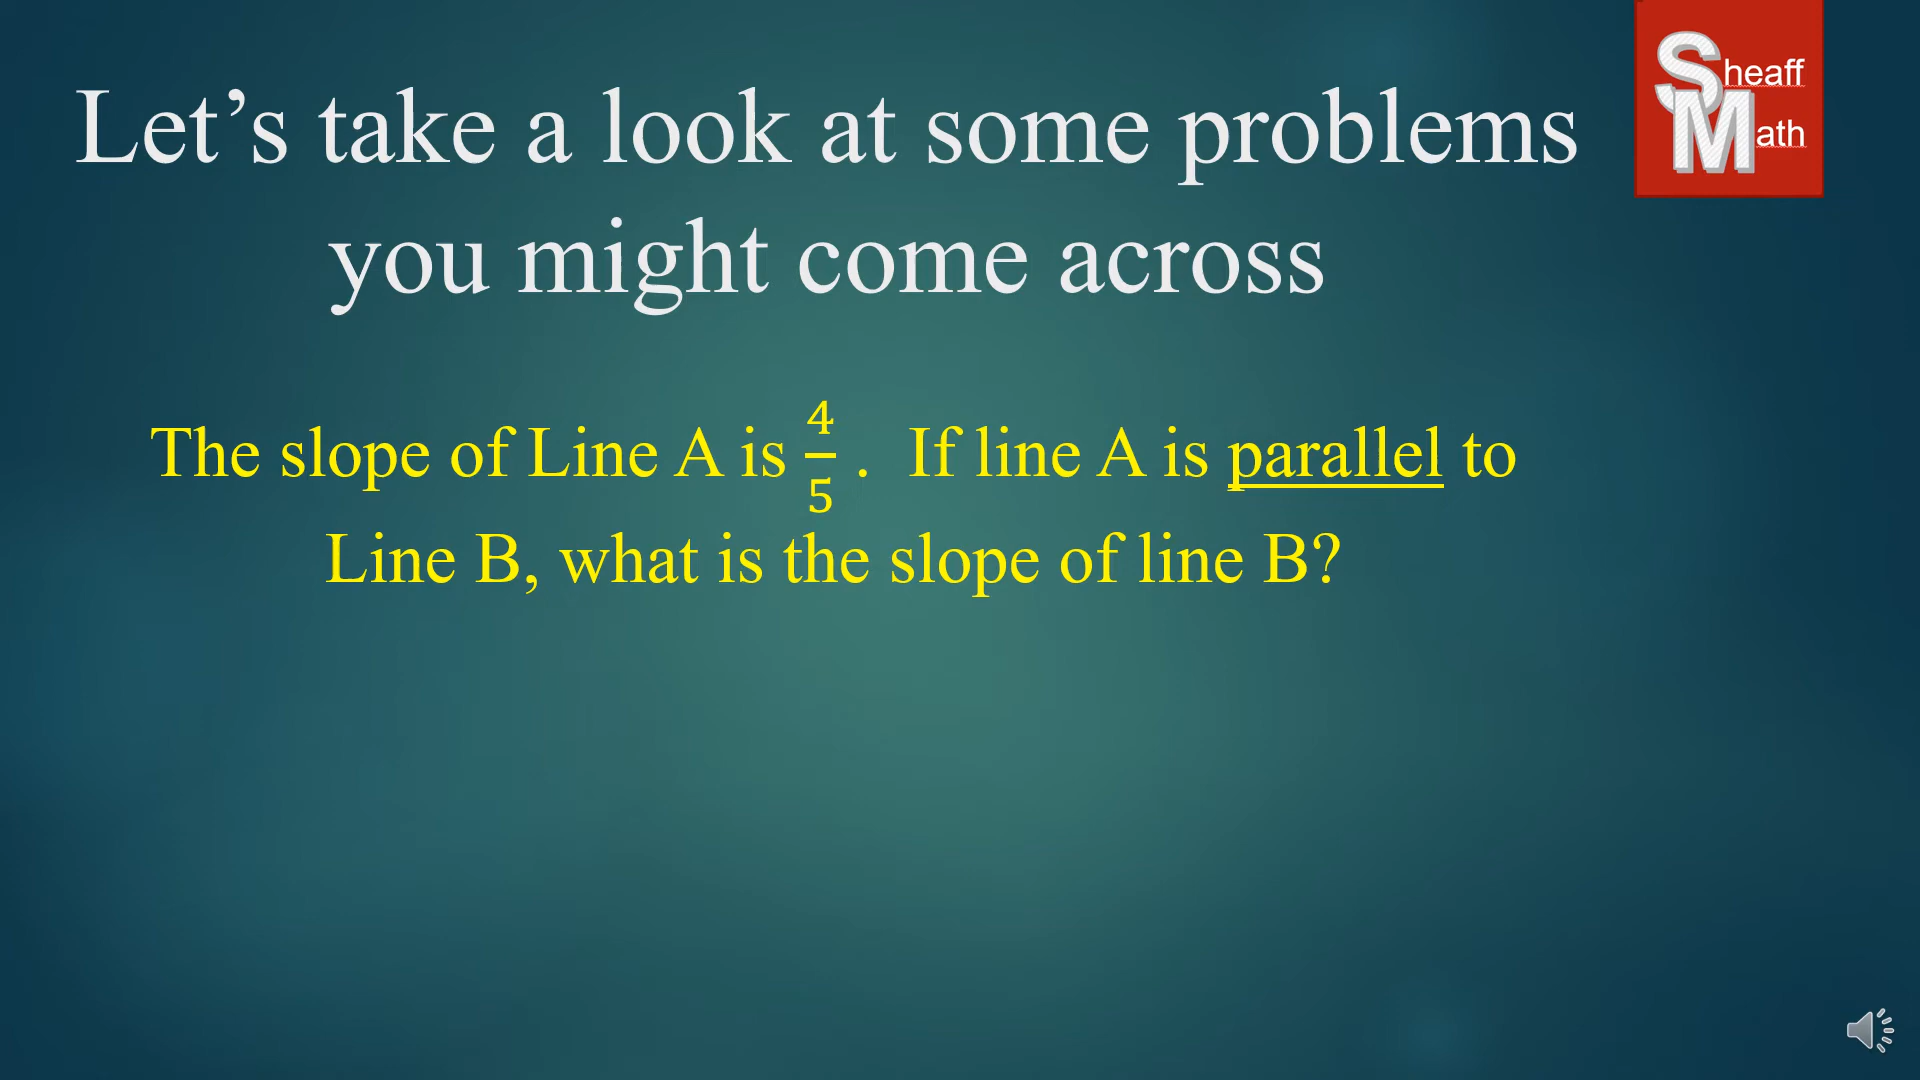 Let’s take a look at some problems
you might come across
Sheaff
Math
The slope of Line A is 4/5 .  If line A is parallel to
Line B, what is the slope of line B?